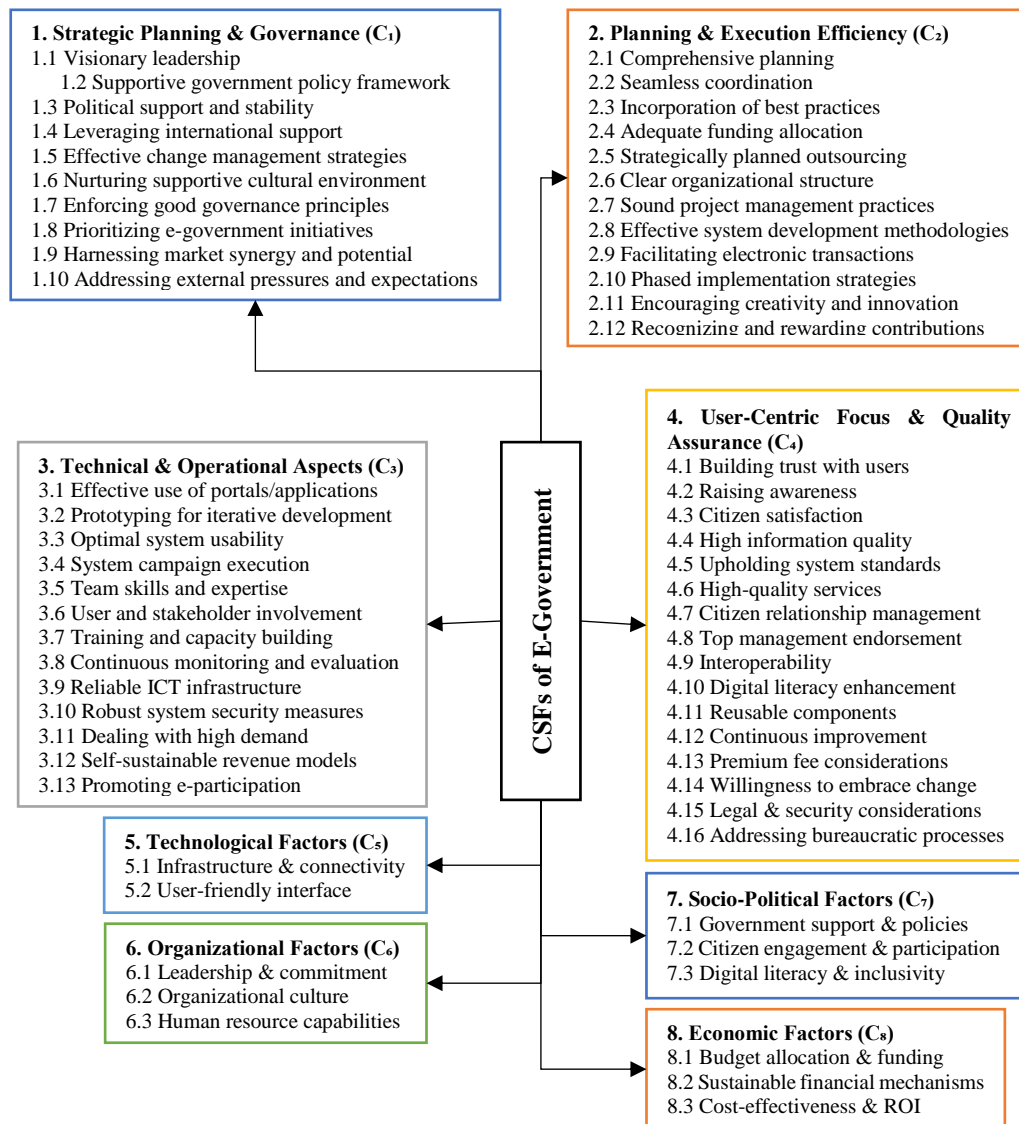 1. Strategic Planning & Governance (C₁)
1.1 Visionary leadership
1.2 Supportive government policy framework
1.3 Political support and stability
1.4 Leveraging international support
1.5 Effective change management strategies
1.6 Nurturing supportive cultural environment
1.7 Enforcing good governance principles
1.8 Prioritizing e-government initiatives
1.9 Harnessing market synergy and potential
1.10 Addressing external pressures and expectations
2. Planning & Execution Efficiency (C₂)
2.1 Comprehensive planning
2.2 Seamless coordination
2.3 Incorporation of best practices
2.4 Adequate funding allocation
2.5 Strategically planned outsourcing
2.6 Clear organizational structure
2.7 Sound project management practices
2.8 Effective system development methodologies
2.9 Facilitating electronic transactions
2.10 Phased implementation strategies
2.11 Encouraging creativity and innovation
2.12 Recognizing and rewarding contributions
3. Technical & Operational Aspects (C₃)
3.1 Effective use of portals/applications
3.2 Prototyping for iterative development
3.3 Optimal system usability
3.4 System campaign execution
3.5 Team skills and expertise
3.6 User and stakeholder involvement
3.7 Training and capacity building
3.8 Continuous monitoring and evaluation
3.9 Reliable ICT infrastructure
3.10 Robust system security measures
3.11 Dealing with high demand
3.12 Self-sustainable revenue models
3.13 Promoting e-participation
CSFs of E-Government
4. User-Centric Focus & Quality
Assurance (C₄)
4.1 Building trust with users
4.2 Raising awareness
4.3 Citizen satisfaction
4.4 High information quality
4.5 Upholding system standards
4.6 High-quality services
4.7 Citizen relationship management
4.8 Top management endorsement
4.9 Interoperability
4.10 Digital literacy enhancement
4.11 Reusable components
4.12 Continuous improvement
4.13 Premium fee considerations
4.14 Willingness to embrace change
4.15 Legal & security considerations
4.16 Addressing bureaucratic processes
5. Technological Factors (C₅)
5.1 Infrastructure & connectivity
5.2 User-friendly interface
6. Organizational Factors (C₆)
6.1 Leadership & commitment
6.2 Organizational culture
6.3 Human resource capabilities
7. Socio-Political Factors (C₇)
7.1 Government support & policies
7.2 Citizen engagement & participation
7.3 Digital literacy & inclusivity
8. Economic Factors (C₈)
8.1 Budget allocation & funding
8.2 Sustainable financial mechanisms
8.3 Cost-effectiveness & ROI